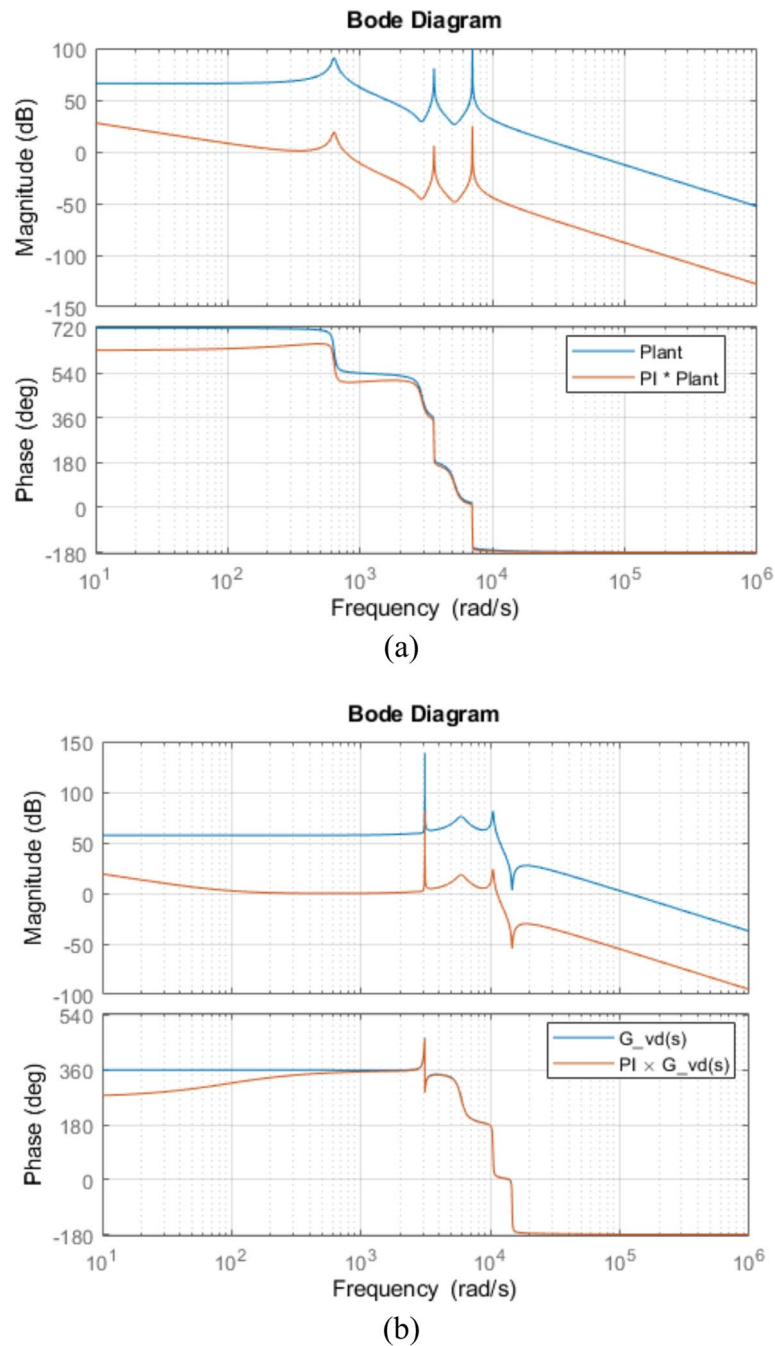 Bode Diagram
100
50
0
-50
-100
-150
Magnitude (dB)
720
540
360
180
0
-180
Phase (deg)
Plant
PI * Plant
10^1 10^2 10^3 10^4 10^5 10^6
Frequency (rad/s)
(a)
Bode Diagram
150
100
50
0
-50
-100
Magnitude (dB)
540
360
180
0
-180
Phase (deg)
G_vd(s)
PI × G_vd(s)
10^1 10^2 10^3 10^4 10^5 10^6
Frequency (rad/s)
(b)